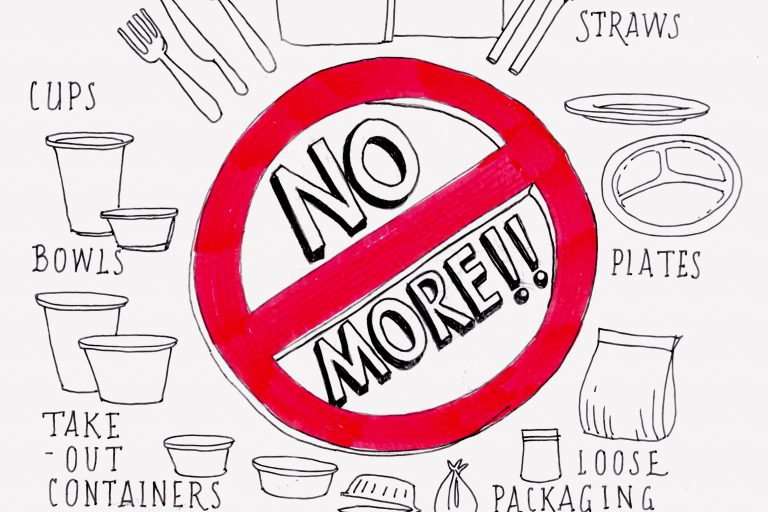 STRAWS
CUPS
NO
MORE!!
BOWLS
PLATES
TAKE
-OUT
CONTAINERS
LOOSE
PACKAGING